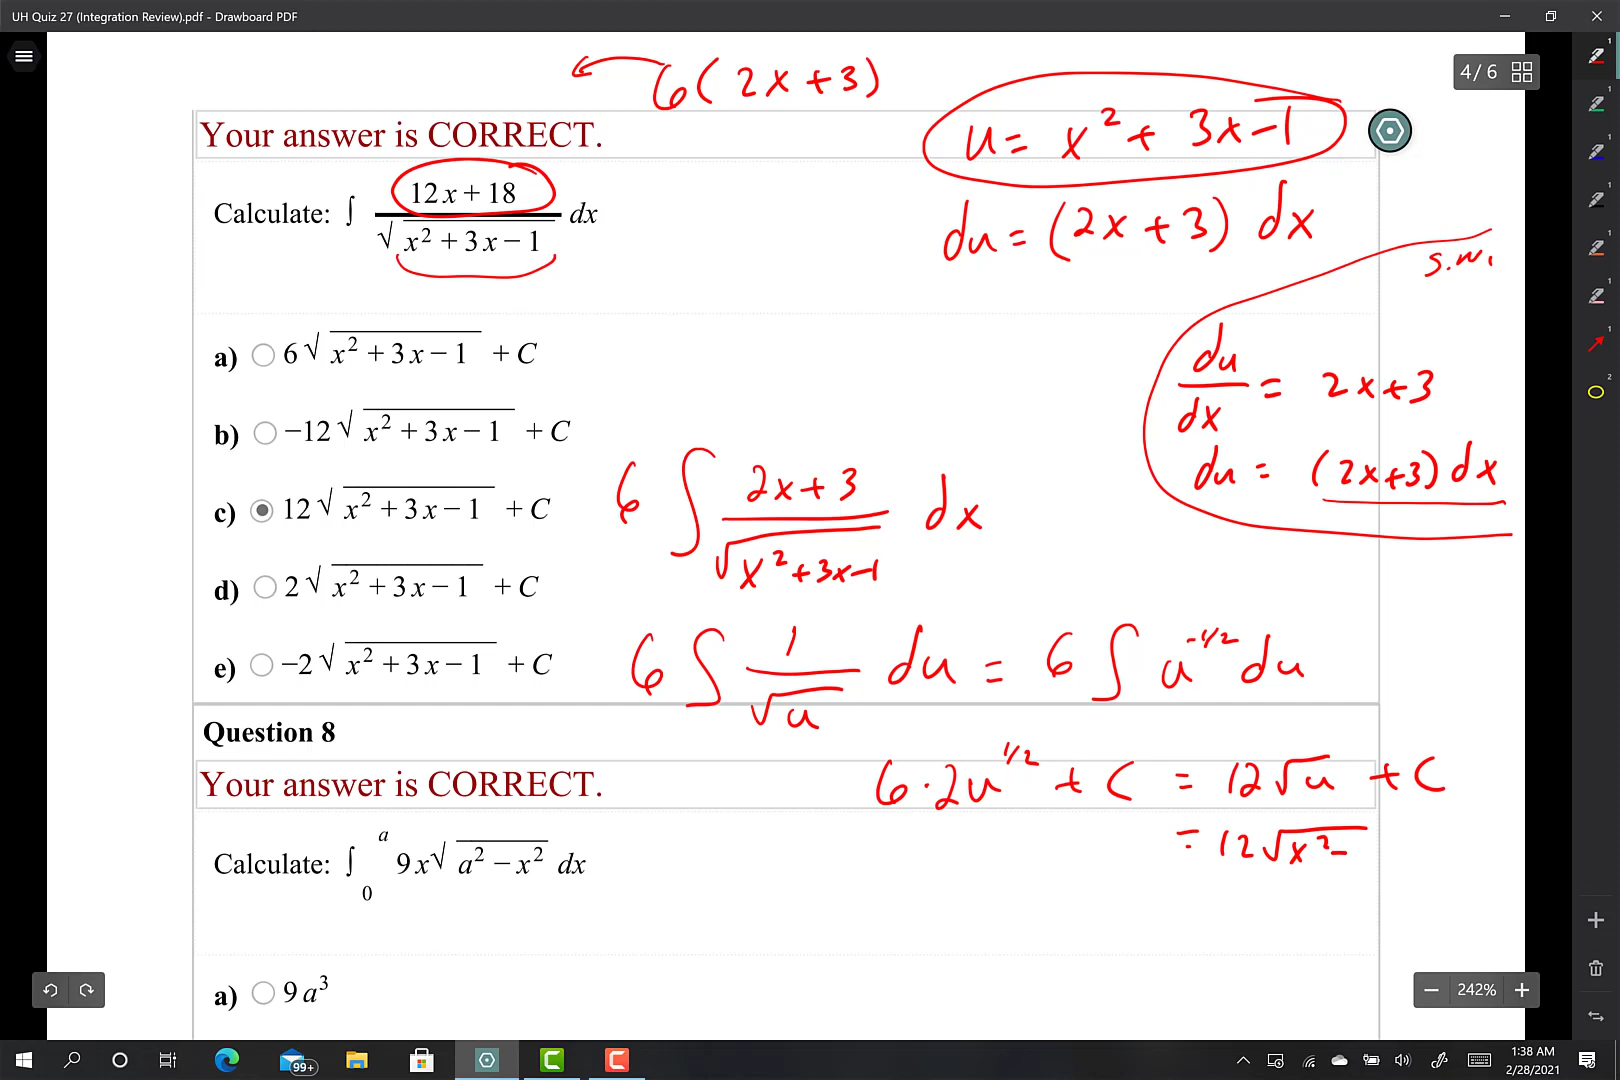 UH Quiz 27 (Integration Review).pdf - Drawboard PDF
4 / 6
6(2x+3)
Your answer is CORRECT.
u = x² + 3x − 1
du = (2x + 3) dx
Calculate: ∫ (12x + 18)/√(x² + 3x − 1) dx
s.w.
du/dx = 2x+3
du = (2x+3) dx
a) 6√(x² + 3x − 1) + C
b) −12√(x² + 3x − 1) + C
c) 12√(x² + 3x − 1) + C
d) 2√(x² + 3x − 1) + C
e) −2√(x² + 3x − 1) + C
6 ∫ (2x+3)/√(x²+3x−1) dx
6 ∫ 1/√u du = 6 ∫ u^(−1/2) du
Question 8
Your answer is CORRECT.
6·2u^(1/2) + C = 12√u + C
= 12√x²−
Calculate: ∫₀ᵃ 9x√(a² − x²) dx
a) 9a³
242%
99+
1:38 AM
2/28/2021